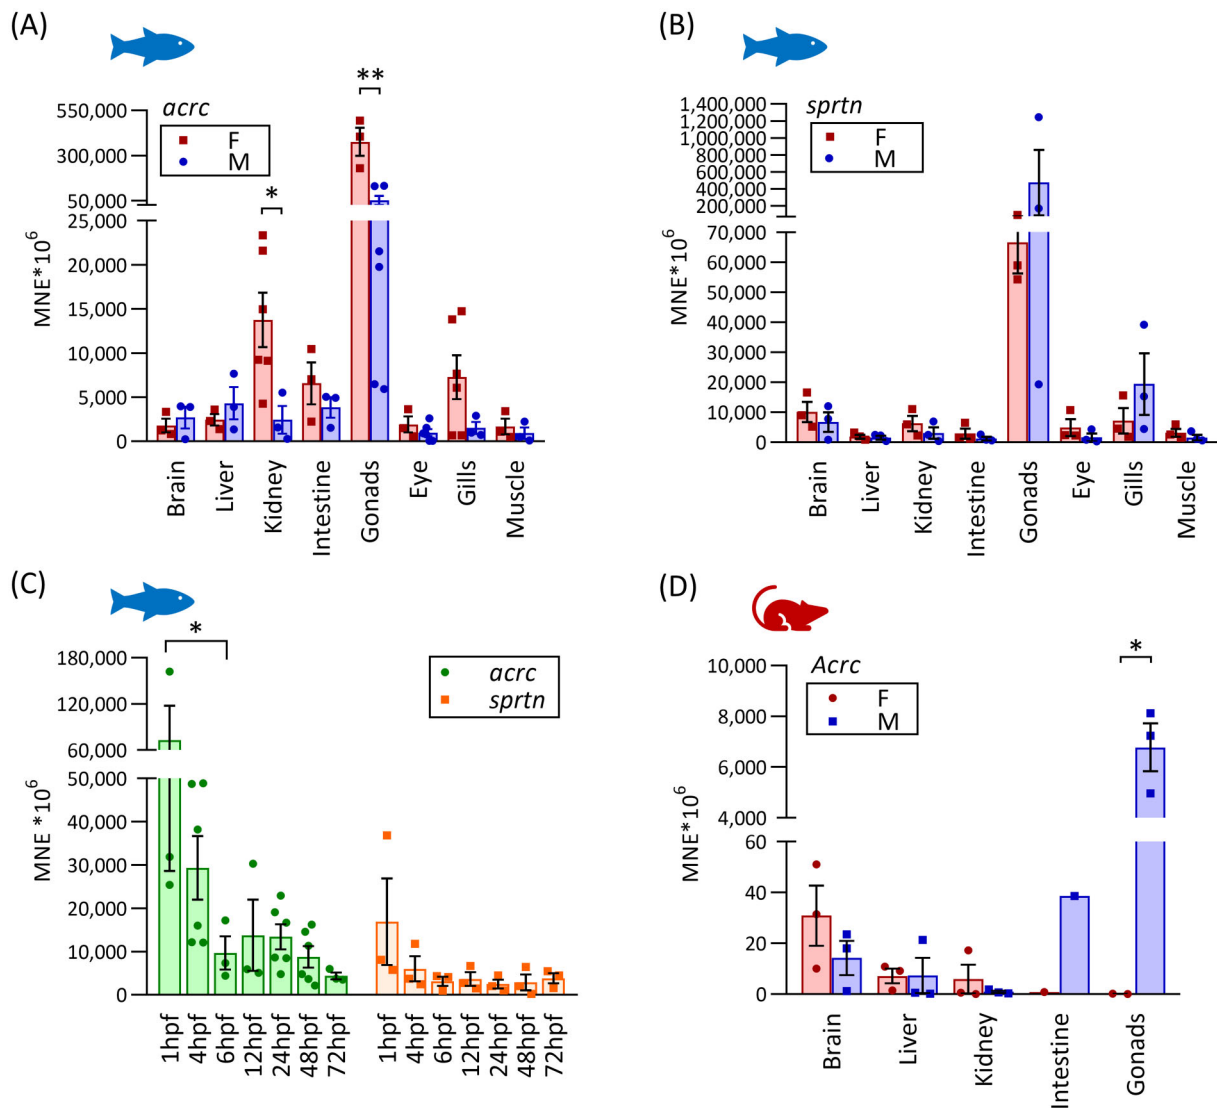 (A)
acrc
F
M
**
*
550,000
300,000
50,000
25,000
20,000
15,000
10,000
5,000
0
MNE*10^6
Brain
Liver
Kidney
Intestine
Gonads
Eye
Gills
Muscle
(B)
sprtn
F
M
1,400,000
1,200,000
1,000,000
800,000
600,000
400,000
200,000
70,000
60,000
50,000
40,000
30,000
20,000
10,000
0
MNE*10^6
Brain
Liver
Kidney
Intestine
Gonads
Eye
Gills
Muscle
(C)
*
acrc
sprtn
180,000
120,000
60,000
50,000
40,000
30,000
20,000
10,000
0
MNE *10^6
1hpf
4hpf
6hpf
12hpf
24hpf
48hpf
72hpf
1hpf
4hpf
6hpf
12hpf
24hpf
48hpf
72hpf
(D)
Acrc
F
M
*
10,000
8,000
6,000
4,000
60
40
20
0
MNE*10^6
Brain
Liver
Kidney
Intestine
Gonads